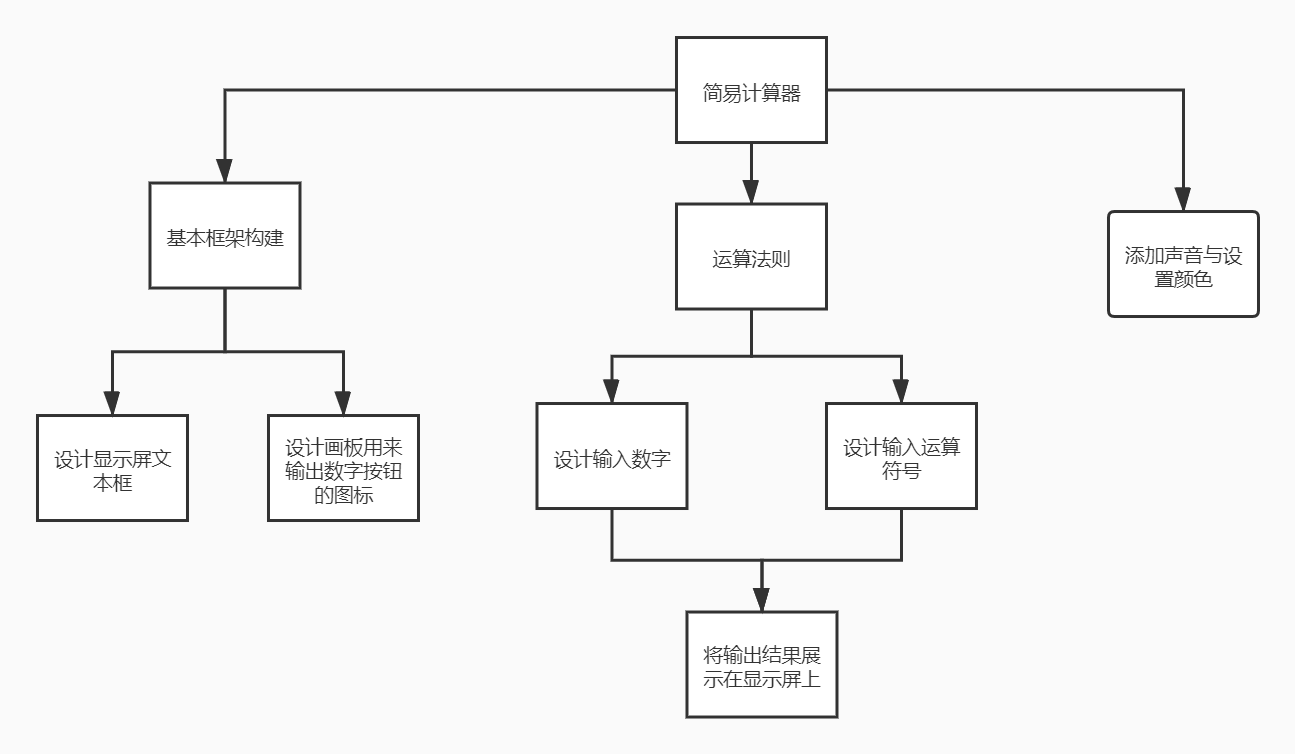 简易计算器
基本框架构建
运算法则
添加声音与设
置颜色
设计显示屏文
本框
设计画板用来
输出数字按钮
的图标
设计输入数字
设计输入运算
符号
将输出结果展
示在显示屏上